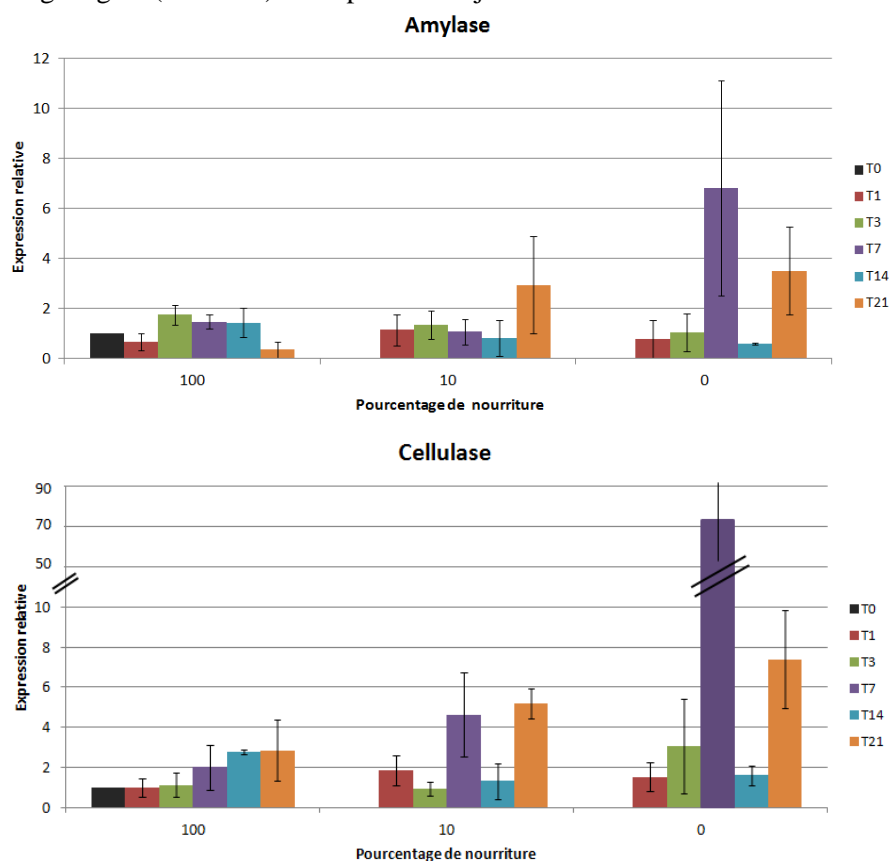 Amylase
12
10
8
6
4
2
0
Expression relative
100 10 0
Pourcentage de nourriture
T0
T1
T3
T7
T14
T21
Cellulase
90
70
50
10
8
6
4
2
0
Expression relative
100 10 0
Pourcentage de nourriture
T0
T1
T3
T7
T14
T21